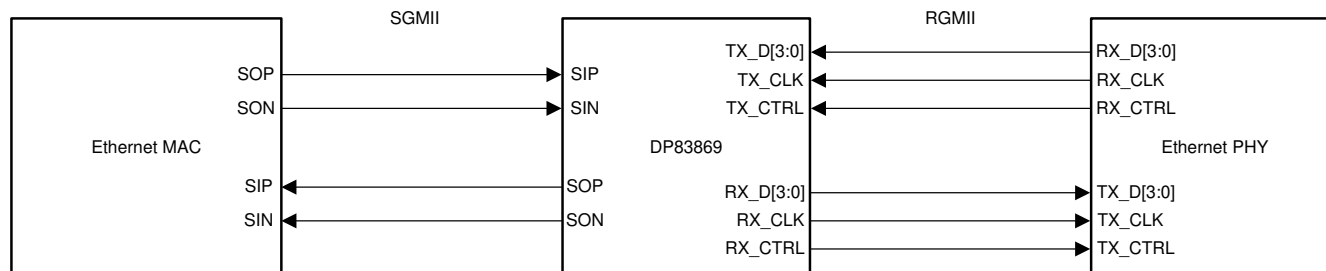 SGMII
RGMII
Ethernet MAC
SOP
SON
SIP
SIN
SIP
SIN
SOP
SON
DP83869
TX_D[3:0]
TX_CLK
TX_CTRL
RX_D[3:0]
RX_CLK
RX_CTRL
RX_D[3:0]
RX_CLK
RX_CTRL
Ethernet PHY
TX_D[3:0]
TX_CLK
TX_CTRL